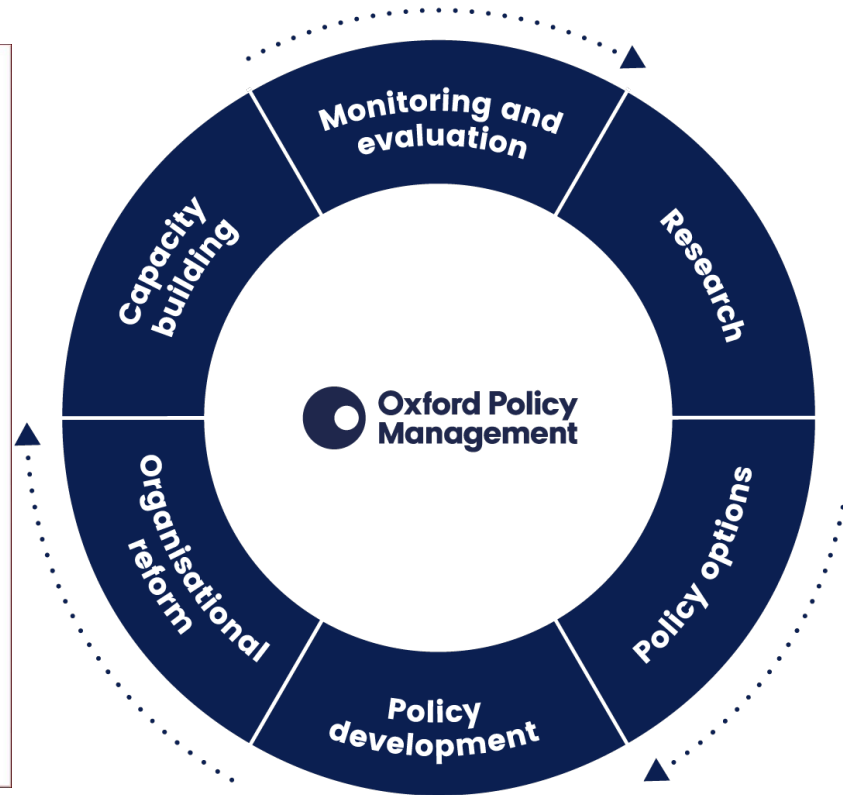 Monitoring and
evaluation
Research
Policy options
Policy
development
Organisational
reform
Capacity
building
Oxford Policy
Management